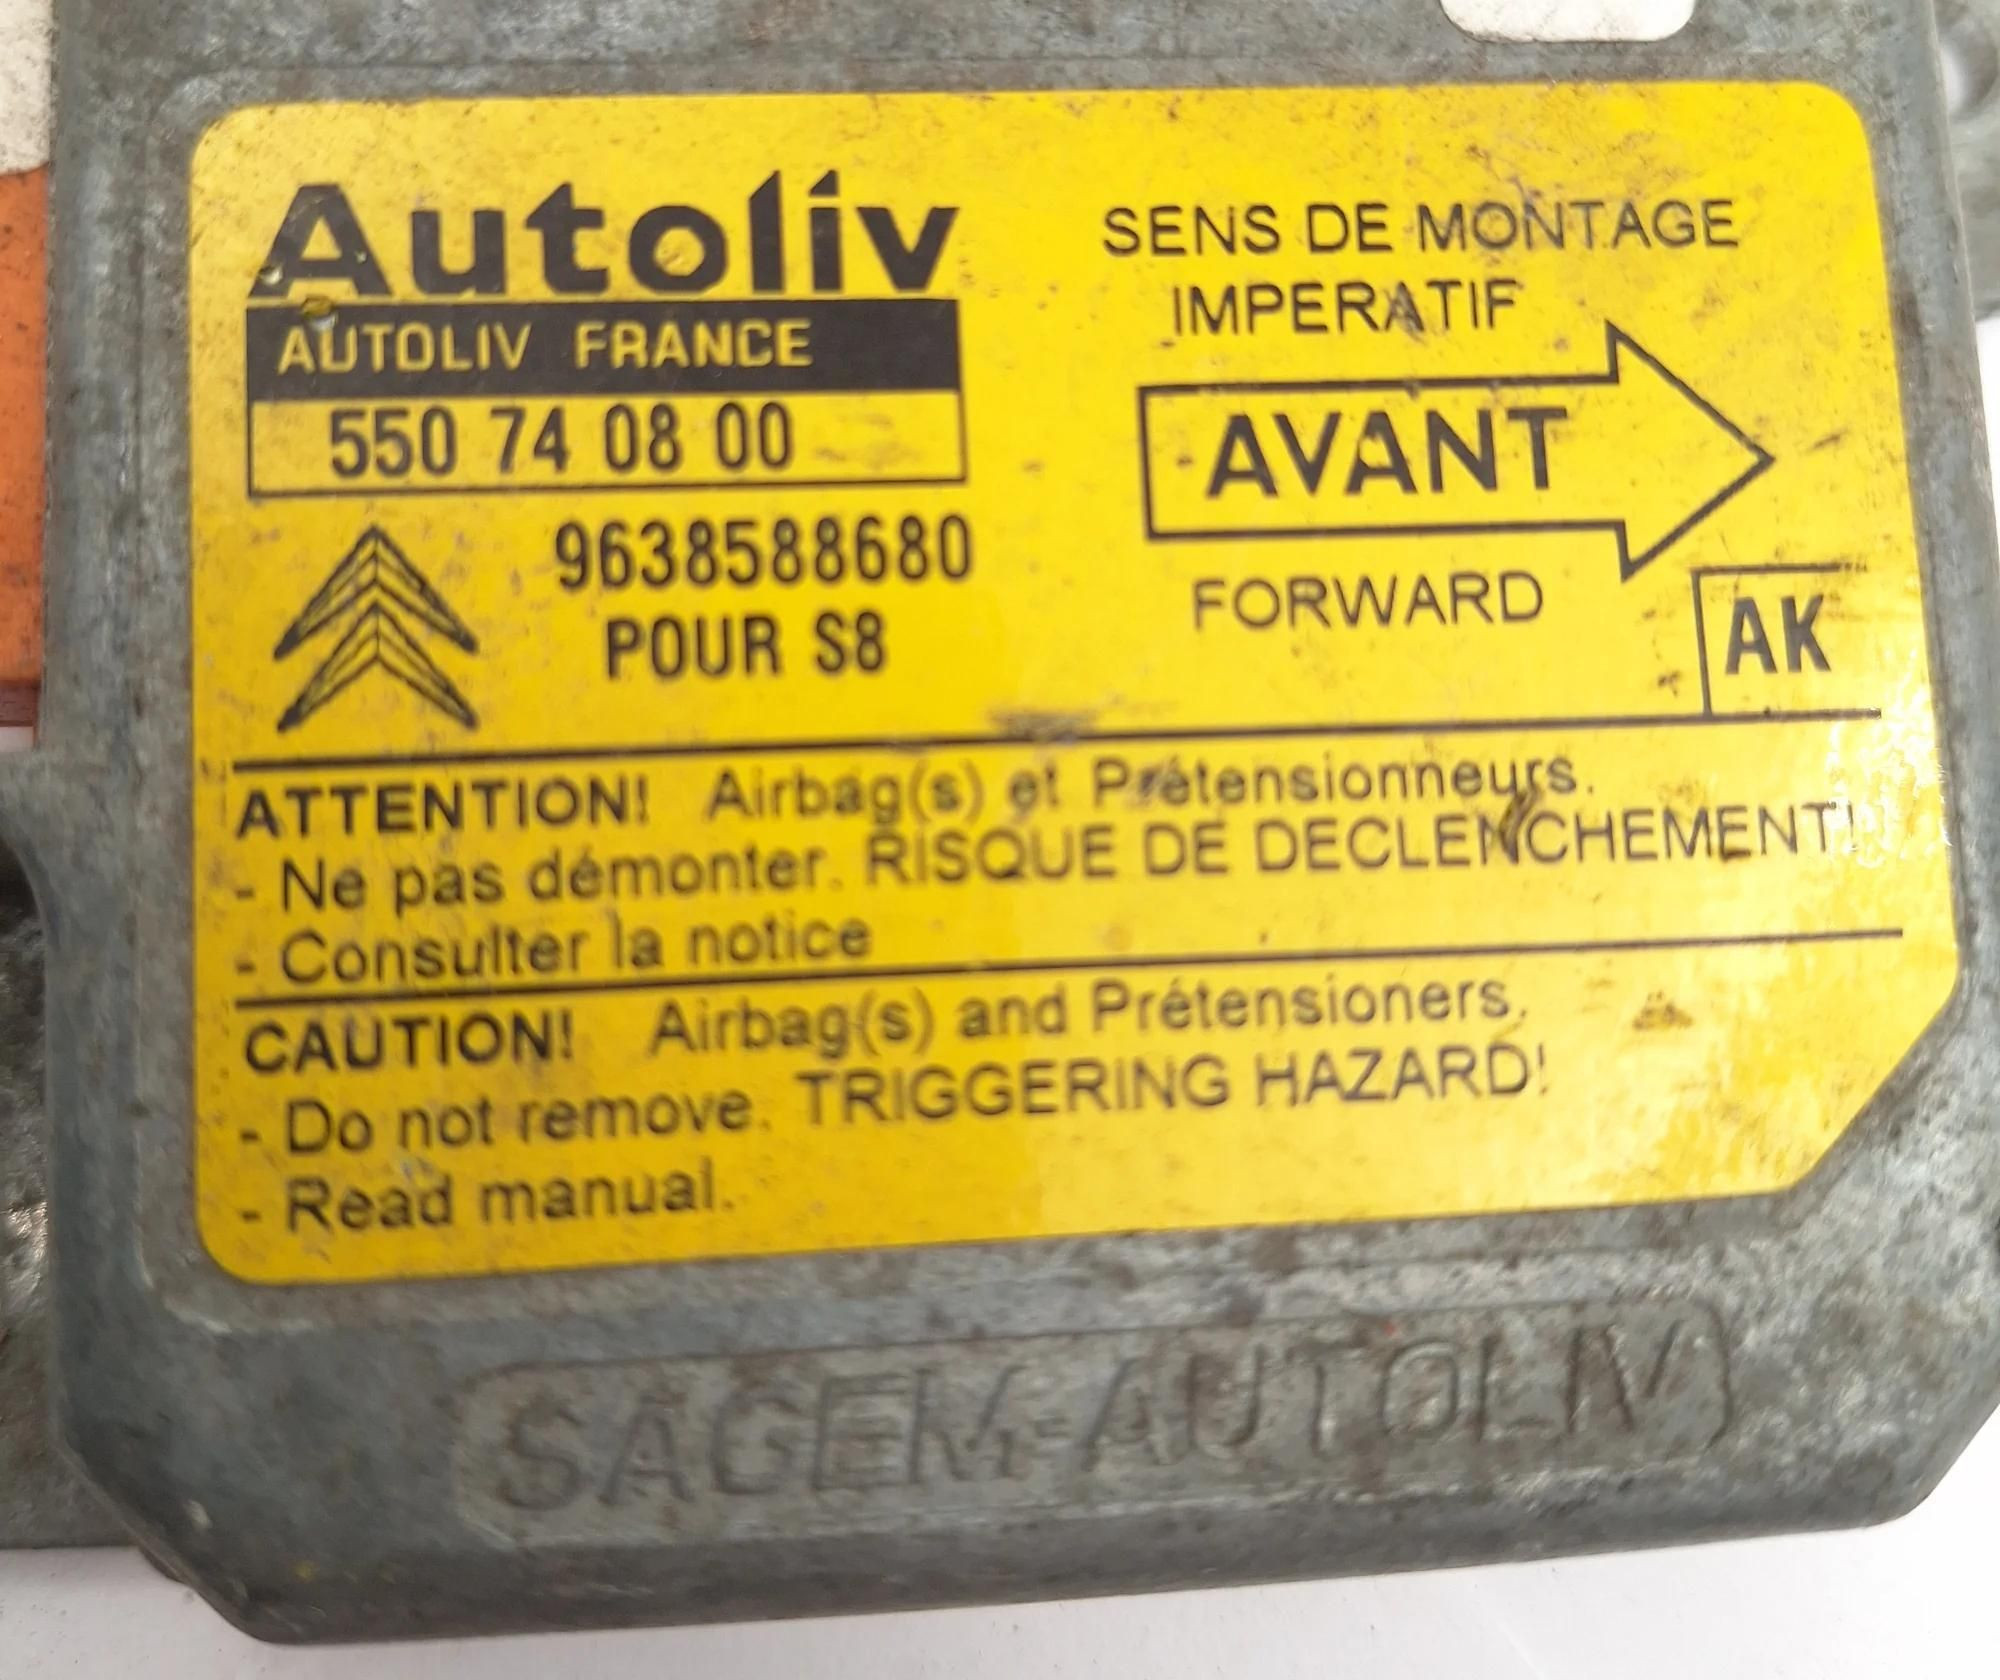 Autoliv
AUTOLIV FRANCE
550 74 08 00
9638588680
POUR S8
SENS DE MONTAGE
IMPERATIF
AVANT
FORWARD
AK
ATTENTION! Airbag(s) et Prétensionneurs.
- Ne pas démonter. RISQUE DE DECLENCHEMENT!
- Consulter la notice
CAUTION! Airbag(s) and Prétensioners.
- Do not remove. TRIGGERING HAZARD!
- Read manual.
SAGEM-AUTOLIV